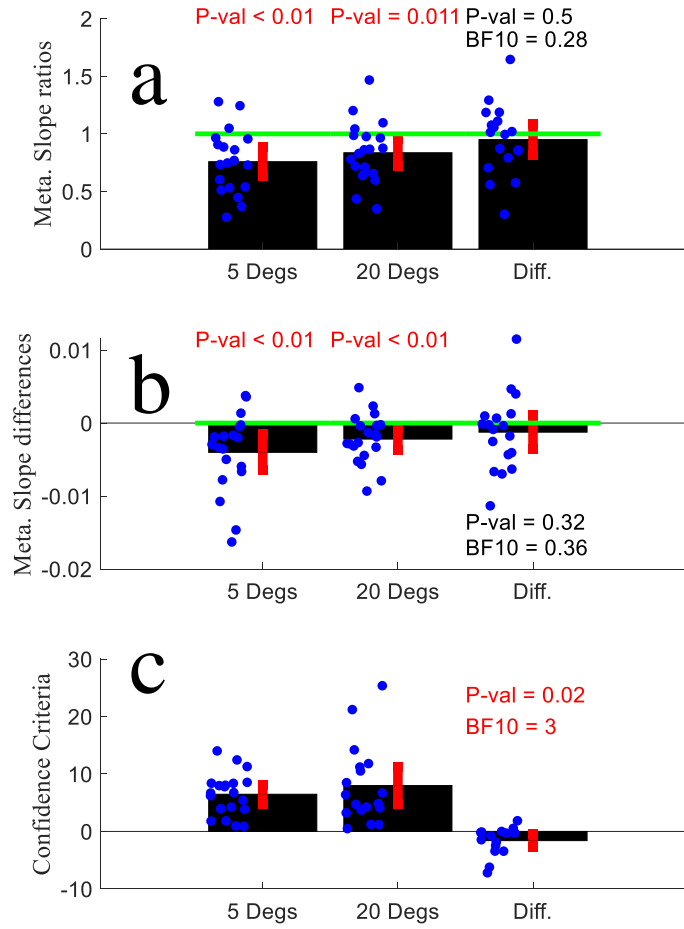 a
Meta. Slope ratios
P-val < 0.01
P-val = 0.011
P-val = 0.5
BF10 = 0.28
2
1.5
1
0.5
0
5 Degs
20 Degs
Diff.
b
Meta. Slope differences
P-val < 0.01
P-val < 0.01
0.01
0
-0.01
-0.02
P-val = 0.32
BF10 = 0.36
5 Degs
20 Degs
Diff.
c
Confidence Criteria
30
20
10
0
-10
P-val = 0.02
BF10 = 3
5 Degs
20 Degs
Diff.